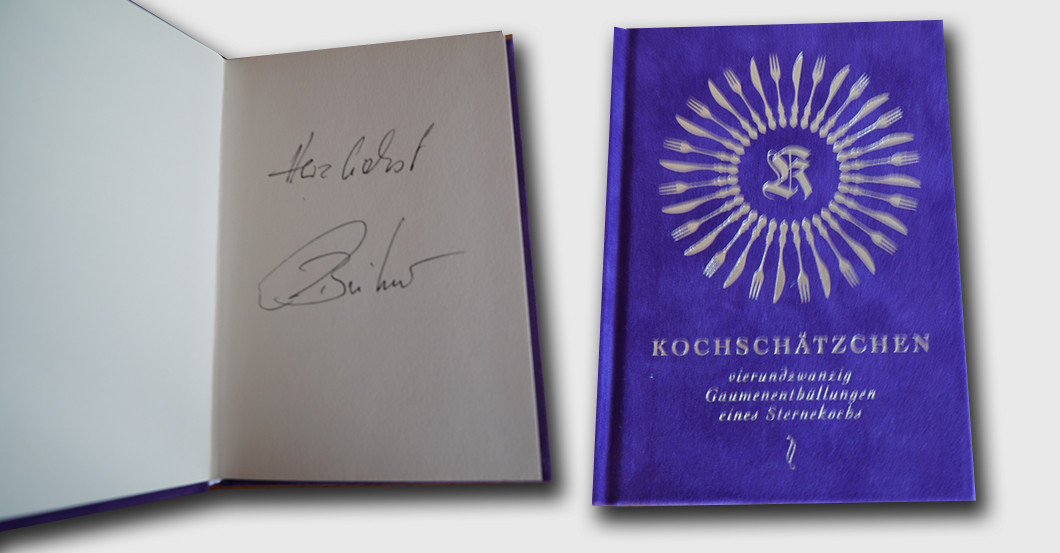 Herzlichst
K
KOCHSCHÄTZCHEN
vierundzwanzig
Gaumenenthüllungen
eines Sternekochs